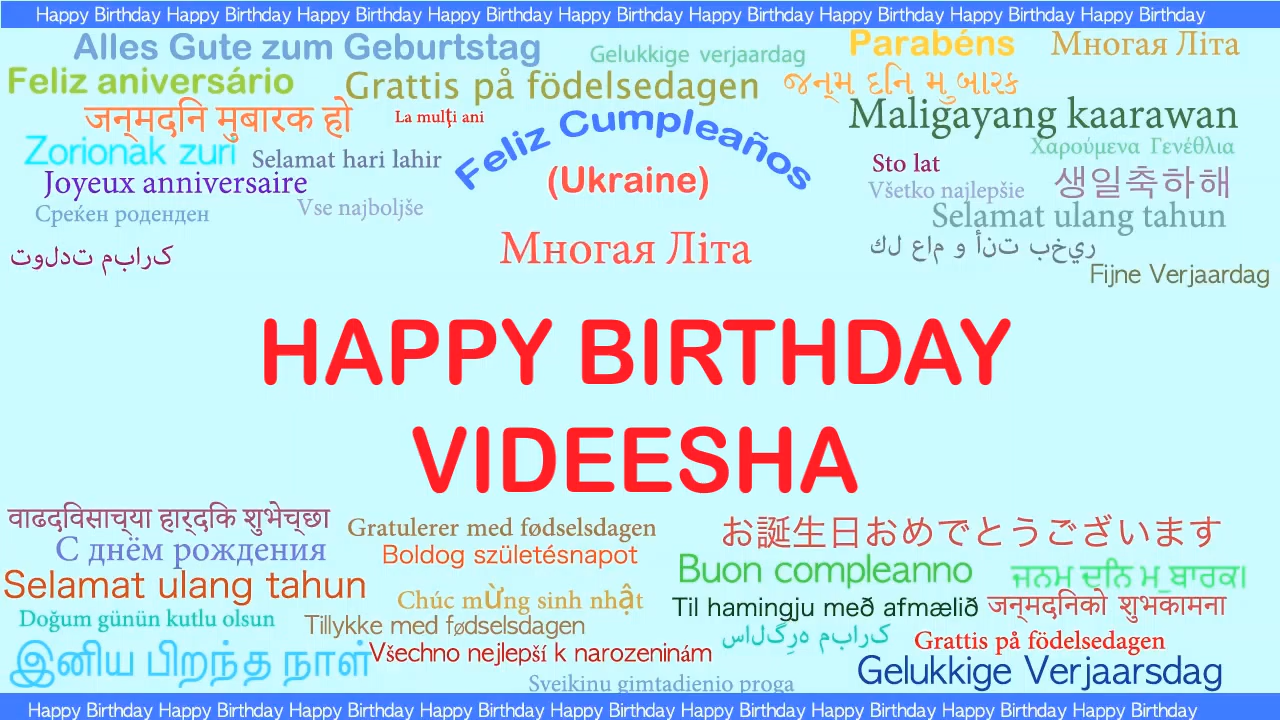 Happy Birthday Happy Birthday Happy Birthday Happy Birthday Happy Birthday Happy Birthday Happy Birthday Happy Birthday Happy Birthday
Alles Gute zum Geburtstag
Gelukkige verjaardag
Parabéns
Многая Літа
Feliz aniversário
Grattis på födelsedagen
જન્મ દિન મુબારક
जन्मदिन मुबारक हो
La mulţi ani
Feliz Cumpleaños
Maligayang kaarawan
Zorionak zuri
Selamat hari lahir
(Ukraine)
Sto lat
Χαρούμενα Γενέθλια
Joyeux anniversaire
Všetko najlepšie
생일축하해
Среќен роденден
Vse najboljše
Selamat ulang tahun
تولدت مبارک
Многая Літа
كل عام و أنت بخير
Fijne Verjaardag
HAPPY BIRTHDAY
VIDEESHA
वाढदिवसाच्या हार्दिक शुभेच्छा
Gratulerer med fødselsdagen
お誕生日おめでとうございます
С днём рождения
Boldog születésnapot
Buon compleanno
ਜਨਮ ਦਿਨ ਮੁਬਾਰਕ।
Selamat ulang tahun
Chúc mừng sinh nhật
Til hamingju með afmælið
जन्मदिनको शुभकामना
Doğum günün kutlu olsun
Tillykke med fødselsdagen
سالگرہ مبارک
Grattis på födelsedagen
இனிய பிறந்த நாள்
Všechno nejlepší k narozeninám
Gelukkige Verjaarsdag
Sveikinu gimtadienio proga
Happy Birthday Happy Birthday Happy Birthday Happy Birthday Happy Birthday Happy Birthday Happy Birthday Happy Birthday Happy Birthday